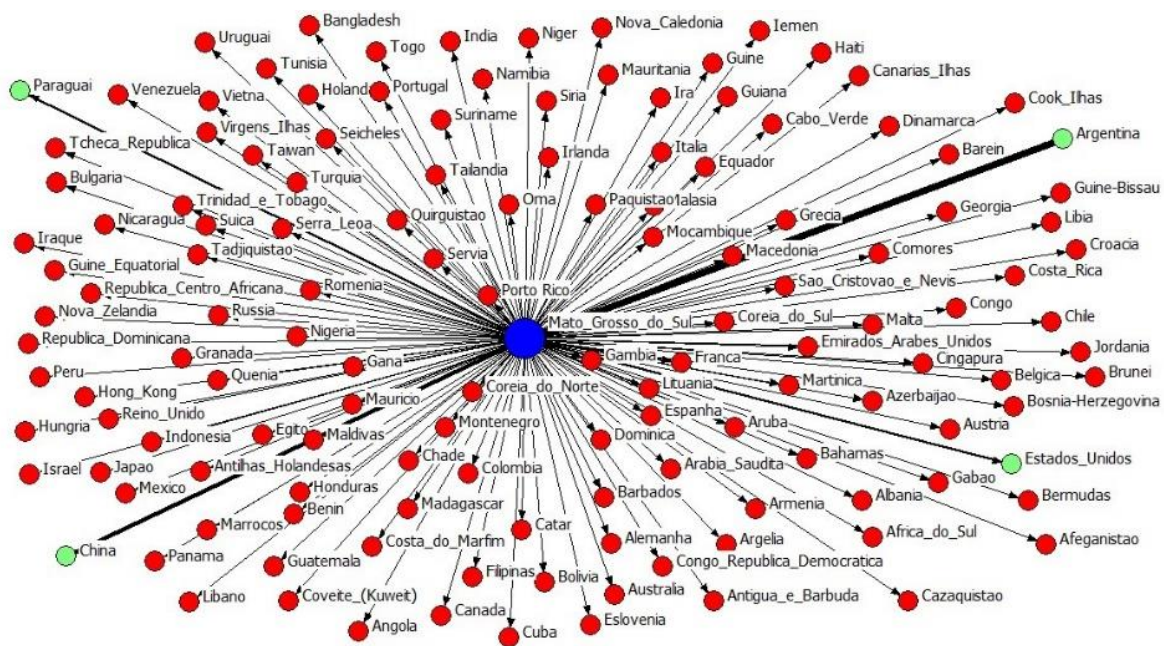 Bangladesh
Nova_Caledonia
Uruguai
Togo
India
Niger
Iemen
Tunisia
Guine
Haiti
Paraguai
Venezuela
Vietna
Portugal
Namibia
Mauritania
Canarias_Ilhas
Siria
Ira
Guiana
Cook_Ilhas
Virgens_Ilhas
Seicheles
Suriname
Cabo_Verde
Dinamarca
Argentina
Tcheca_Republica
Taiwan
Irlanda
Italia
Barein
Bulgaria
Turquia
Tailandia
Equador
Guine-Bissau
Trinidad_e_Tobago
Oma
Paquistao
Georgia
Nicaragua
Suica
Serra_Leoa
Quirguistao
Grecia
Libia
Iraque
Tadjiquistao
Servia
Mocambique
Macedonia
Comores
Croacia
Guine_Equatorial
Romenia
Sao_Cristovao_e_Nevis
Costa_Rica
Republica_Centro_Africana
Porto Rico
Congo
Nova_Zelandia
Russia
Mato_Grosso_do_Sul
Coreia_do_Sul
Malta
Chile
Republica_Dominicana
Nigeria
Emirados_Arabes_Unidos
Jordania
Granada
Gana
Gambia
Franca
Cingapura
Peru
Quenia
Belgica
Brunei
Hong_Kong
Coreia_do_Norte
Lituania
Martinica
Mauricio
Azerbaijao
Bosnia-Herzegovina
Reino_Unido
Espanha
Hungria
Indonesia
Egito
Maldivas
Montenegro
Dominica
Aruba
Austria
Israel
Japao
Antilhas_Holandesas
Chade
Colombia
Arabia_Saudita
Bahamas
Estados_Unidos
Mexico
Honduras
Barbados
Gabao
Benin
Madagascar
Armenia
Albania
Bermudas
Marrocos
Catar
China
Panama
Costa_do_Marfim
Alemanha
Argelia
Africa_do_Sul
Afeganistao
Guatemala
Filipinas
Bolivia
Congo_Republica_Democratica
Libano
Coveite_(Kuweit)
Canada
Australia
Antigua_e_Barbuda
Cazaquistao
Angola
Cuba
Eslovenia